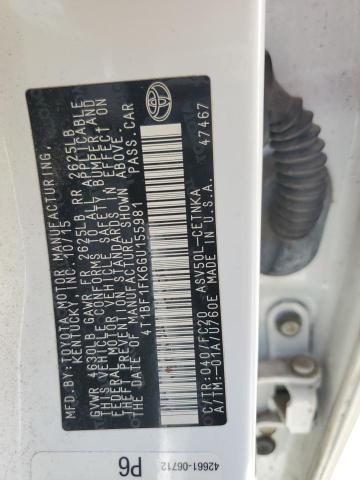 MFD.BY:TOYOTA MOTOR MANUFACTURING,
KENTUCKY,INC. 10/15
GVWR 4630LB GAWR FR 2625LB RR 2625LB
THIS VEHICLE CONFORMS TO ALL APPLICABLE
FEDERAL MOTOR VEHICLE SAFETY, BUMPER AND
THEFT PREVENTION STANDARDS IN EFFECT ON
THE DATE OF MANUFACTURE SHOWN ABOVE.
4T1BF1FK6GU155981 PASS.CAR
C/TR:040/FC20 ASV50L-CETNKA 47467
A/TM:-01A/U760E MADE IN U.S.A.
42661-06712
P6